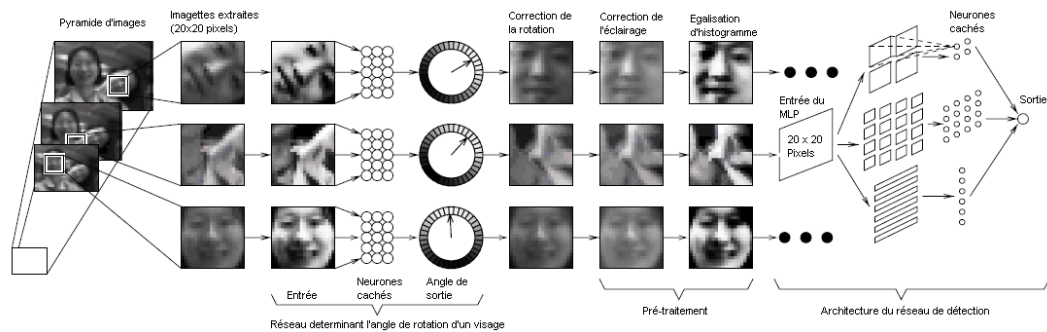 Pyramide d'images
Imagettes extraites
(20x20 pixels)
Correction de
la rotation
Correction de
l'éclairage
Egalisation
d'histogramme
Neurones
cachés
Entrée du
MLP
20 x 20
Pixels
Sortie
Entrée
Neurones
cachés
Angle de
sortie
Réseau determinant l'angle de rotation d'un visage
Pré-traitement
Architecture du réseau de détection